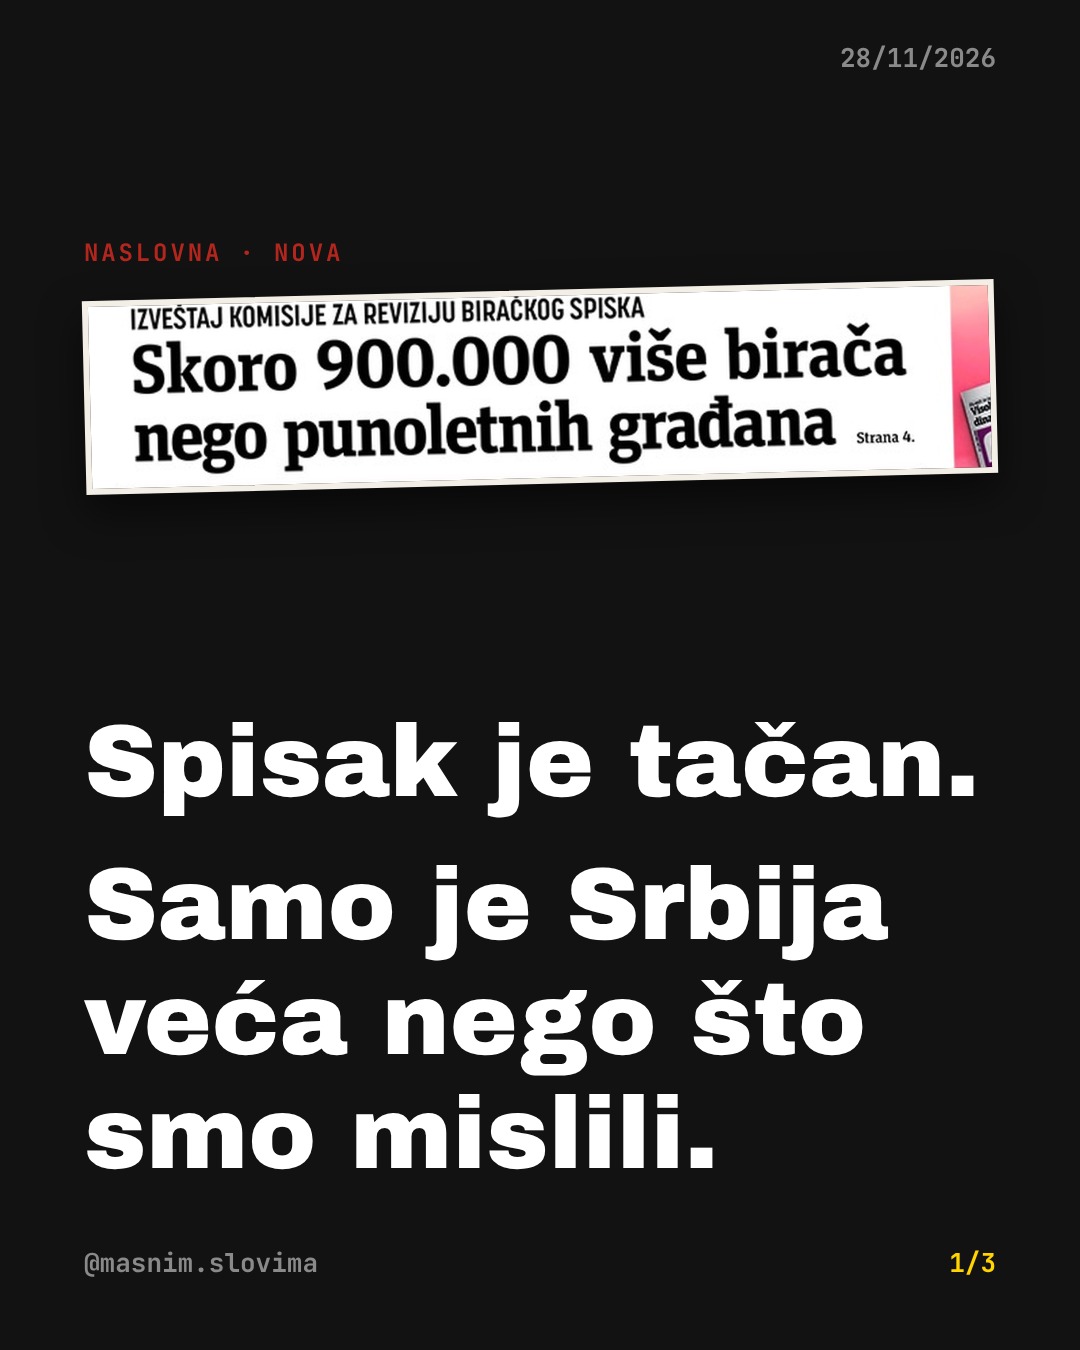 28/11/2026
NASLOVNA · NOVA
IZVEŠTAJ KOMISIJE ZA REVIZIJU BIRAČKOG SPISKA
Skoro 900.000 više birača
nego punoletnih građana Strana 4.
Spisak je tačan.
Samo je Srbija
veća nego što
smo mislili.
@masnim.slovima
1/3